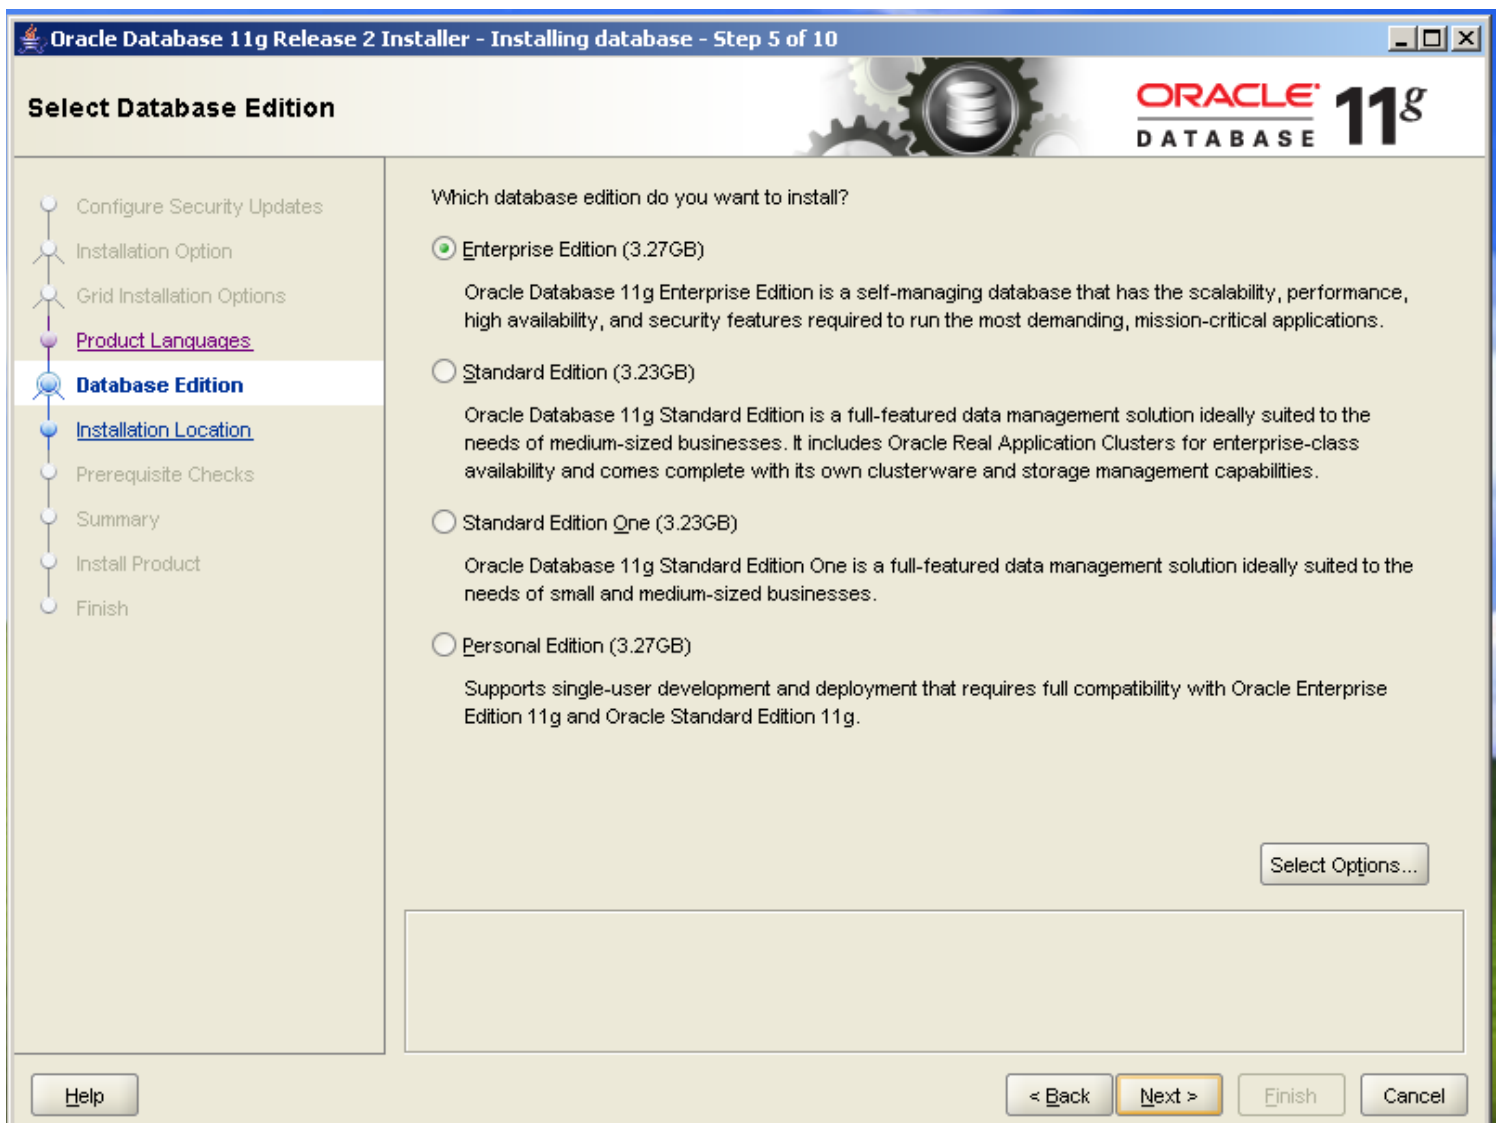 Oracle Database 11g Release 2 Installer - Installing database - Step 5 of 10
Select Database Edition
ORACLE
DATABASE
11g
Configure Security Updates
Installation Option
Grid Installation Options
Product Languages
Database Edition
Installation Location
Prerequisite Checks
Summary
Install Product
Finish
Which database edition do you want to install?
Enterprise Edition (3.27GB)
Oracle Database 11g Enterprise Edition is a self-managing database that has the scalability, performance,
high availability, and security features required to run the most demanding, mission-critical applications.
Standard Edition (3.23GB)
Oracle Database 11g Standard Edition is a full-featured data management solution ideally suited to the
needs of medium-sized businesses. It includes Oracle Real Application Clusters for enterprise-class
availability and comes complete with its own clusterware and storage management capabilities.
Standard Edition One (3.23GB)
Oracle Database 11g Standard Edition One is a full-featured data management solution ideally suited to the
needs of small and medium-sized businesses.
Personal Edition (3.27GB)
Supports single-user development and deployment that requires full compatibility with Oracle Enterprise
Edition 11g and Oracle Standard Edition 11g.
Select Options...
Help
< Back
Next >
Finish
Cancel